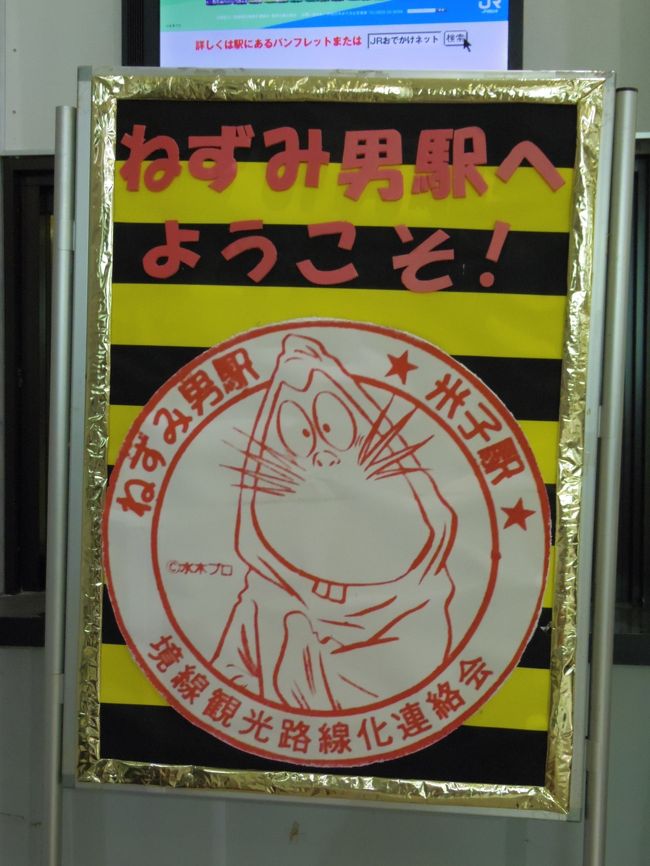 JR
詳しくは駅にあるパンフレットまたは JRおでかけネット 検索
ねずみ男駅へ
ようこそ!
ねずみ男駅 ★ 米子駅 ★
©水木プロ
境線観光路線化連絡会